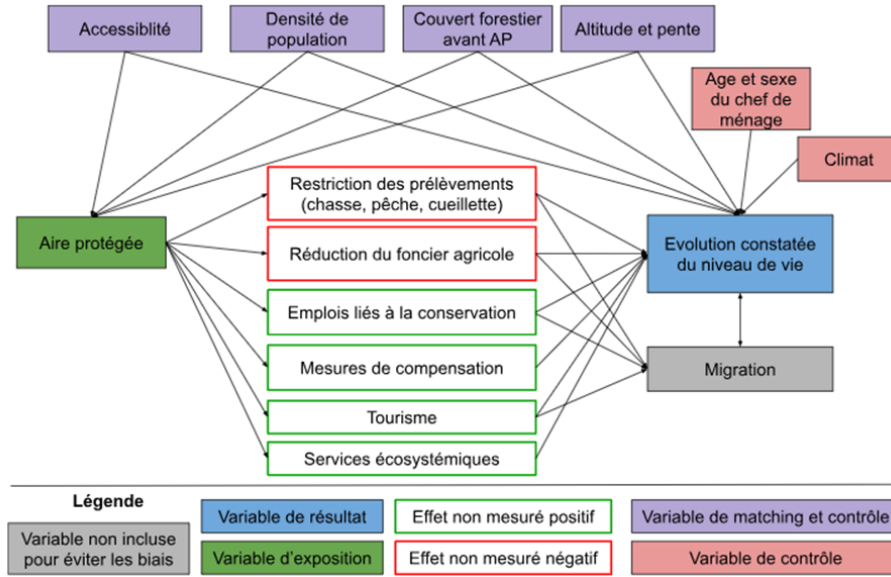 Accessiblité
Densité de
population
Couvert forestier
avant AP
Altitude et pente
Age et sexe
du chef de
ménage
Climat
Restriction des prélèvements
(chasse, pêche, cueillette)
Aire protégée
Réduction du foncier agricole
Evolution constatée
du niveau de vie
Emplois liés à la conservation
Mesures de compensation
Migration
Tourisme
Services écosystémiques
Légende
Variable non incluse
pour éviter les biais
Variable de résultat
Effet non mesuré positif
Variable de matching et contrôle
Variable d'exposition
Effet non mesuré négatif
Variable de contrôle